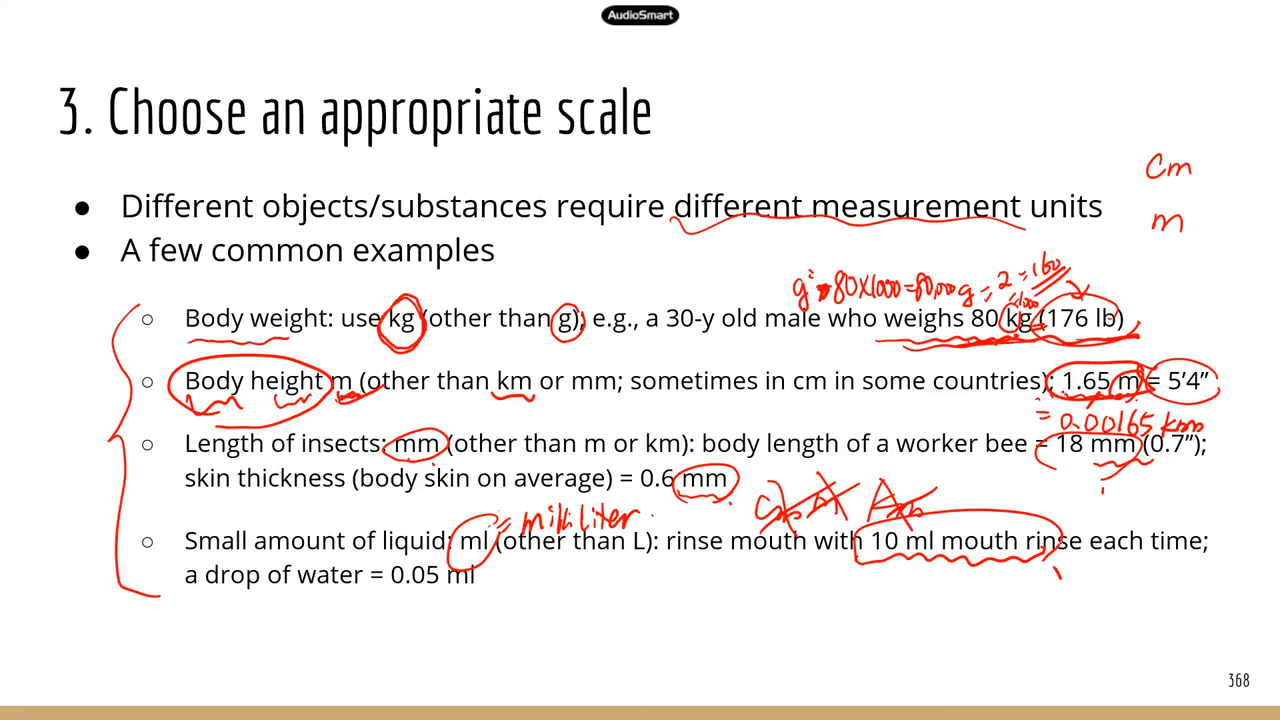 AudioSmart
3. Choose an appropriate scale
cm
● Different objects/substances require different measurement units
m
● A few common examples
80x1000=80,000g
○ Body weight: use kg (other than g); e.g., a 30-y old male who weighs 80 kg (176 lb)
○ Body height m (other than km or mm; sometimes in cm in some countries): 1.65 m = 5’4”
= 0.00165 km
○ Length of insects: mm (other than m or km): body length of a worker bee = 18 mm (0.7”);
skin thickness (body skin on average) = 0.6 mm
= milliliter
○ Small amount of liquid: ml (other than L): rinse mouth with 10 ml mouth rinse each time;
a drop of water = 0.05 ml
368